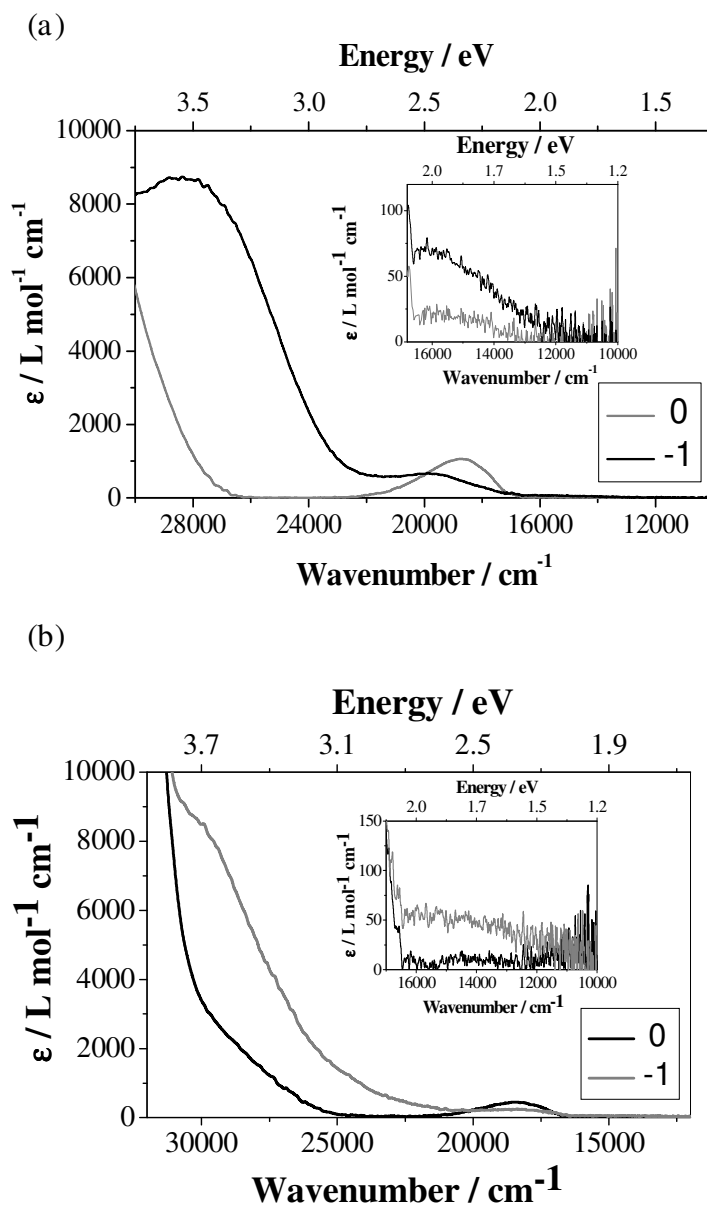 (a)
Energy / eV
3.5 3.0 2.5 2.0 1.5
10000
8000
6000
4000
2000
0
ε / L mol-1 cm-1
28000 24000 20000 16000 12000
Wavenumber / cm-1
Energy / eV
2.0 1.7 1.5 1.2
100
50
0
ε / L mol-1 cm-1
16000 14000 12000 10000
Wavenumber / cm-1
0
-1
(b)
Energy / eV
3.7 3.1 2.5 1.9
10000
8000
6000
4000
2000
0
ε / L mol-1 cm-1
30000 25000 20000 15000
Wavenumber / cm-1
Energy / eV
2.0 1.7 1.5 1.2
150
100
50
0
ε / L mol-1 cm-1
16000 14000 12000 10000
Wavenumber / cm-1
0
-1